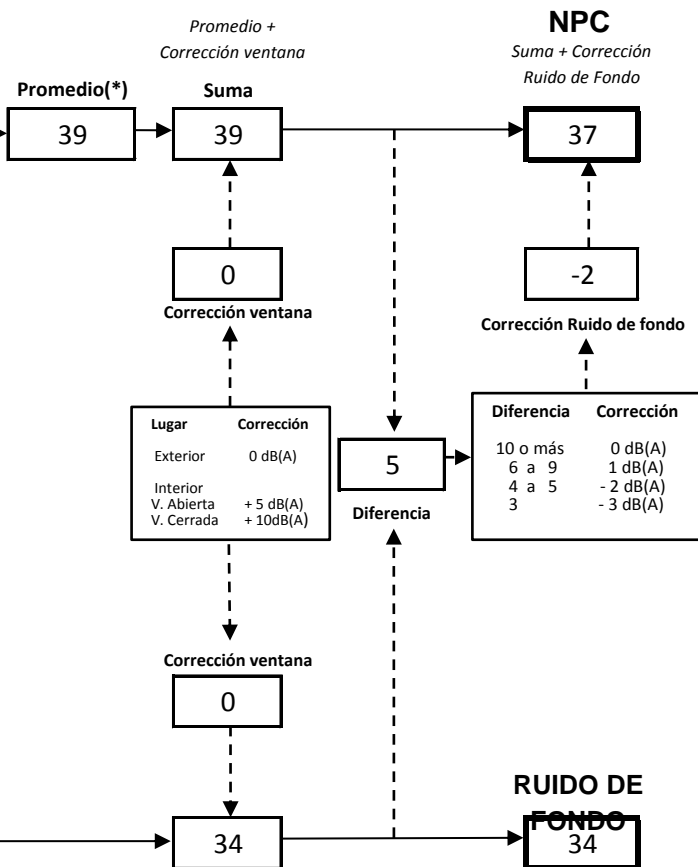 Promedio +
Corrección ventana
NPC
Suma + Corrección
Ruido de Fondo
Promedio(*)
Suma
39
39
37
0
-2
Corrección ventana
Corrección Ruido de fondo
Lugar Corrección
Exterior 0 dB(A)
Interior
V. Abierta + 5 dB(A)
V. Cerrada + 10dB(A)
5
Diferencia
Diferencia Corrección
10 o más 0 dB(A)
6 a 9 1 dB(A)
4 a 5 - 2 dB(A)
3 - 3 dB(A)
Corrección ventana
0
RUIDO DE
FONDO
34
34